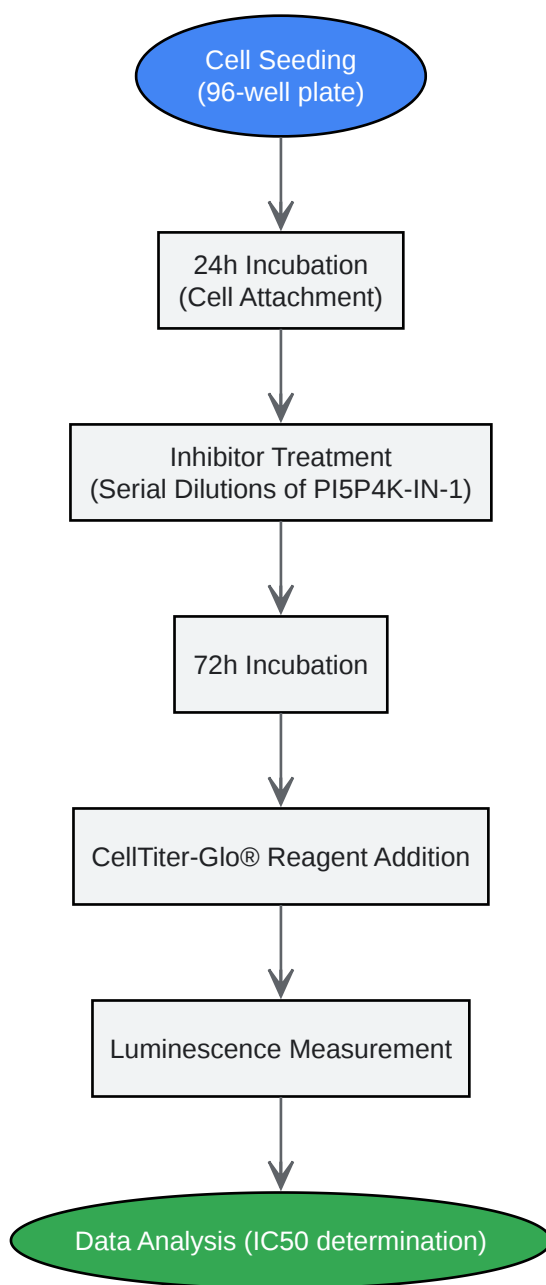 Cell Seeding
(96-well plate)
24h Incubation
(Cell Attachment)
Inhibitor Treatment
(Serial Dilutions of PI5P4K-IN-1)
72h Incubation
CellTiter-Glo® Reagent Addition
Luminescence Measurement
Data Analysis (IC50 determination)